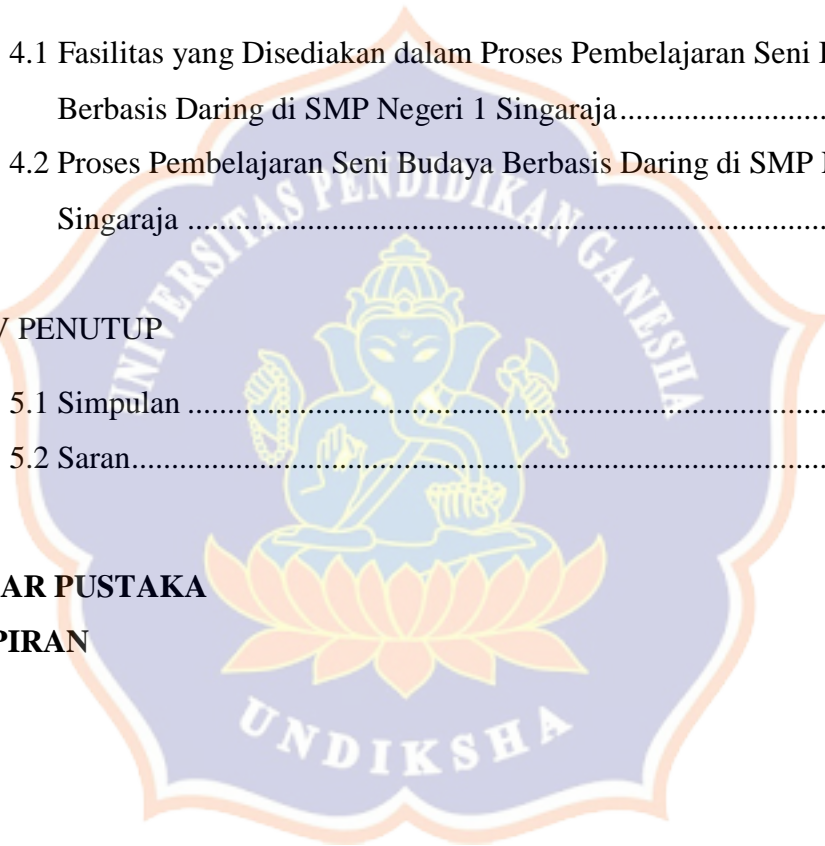 4.1 Fasilitas yang Disediakan dalam Proses Pembelajaran Seni
Berbasis Daring di SMP Negeri 1 Singaraja.......................
4.2 Proses Pembelajaran Seni Budaya Berbasis Daring di SMP
Singaraja .......................................................................
V PENUTUP
5.1 Simpulan .......................................................................
5.2 Saran.............................................................................
AR PUSTAKA
PIRAN
UNIVERSITAS PENDIDIKAN GANESHA
UNDIKSHA